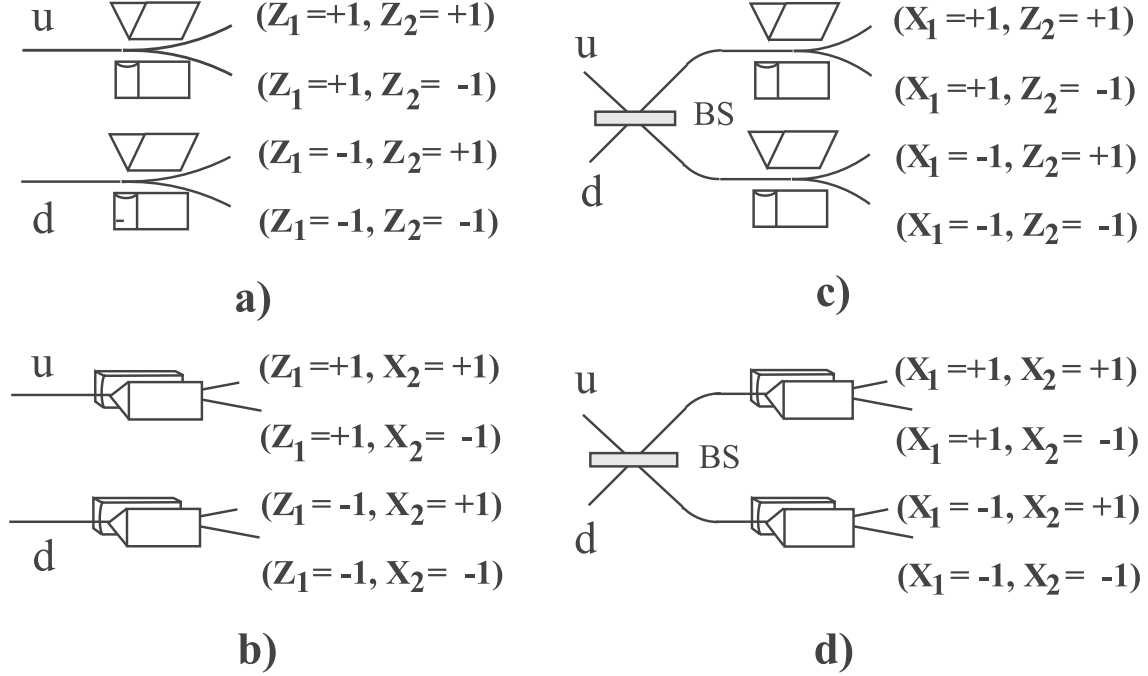 u
(Z1=+1, Z2= +1)
(Z1=+1, Z2= -1)
(Z1= -1, Z2= +1)
d
(Z1= -1, Z2= -1)
a)
u
(Z1=+1, X2= +1)
(Z1=+1, X2= -1)
(Z1= -1, X2= +1)
d
(Z1= -1, X2= -1)
b)
(X1=+1, Z2= +1)
u
(X1=+1, Z2= -1)
BS
(X1= -1, Z2= +1)
d
(X1= -1, Z2= -1)
c)
(X1=+1, X2= +1)
u
(X1=+1, X2= -1)
BS
(X1= -1, X2= +1)
d
(X1= -1, X2= -1)
d)